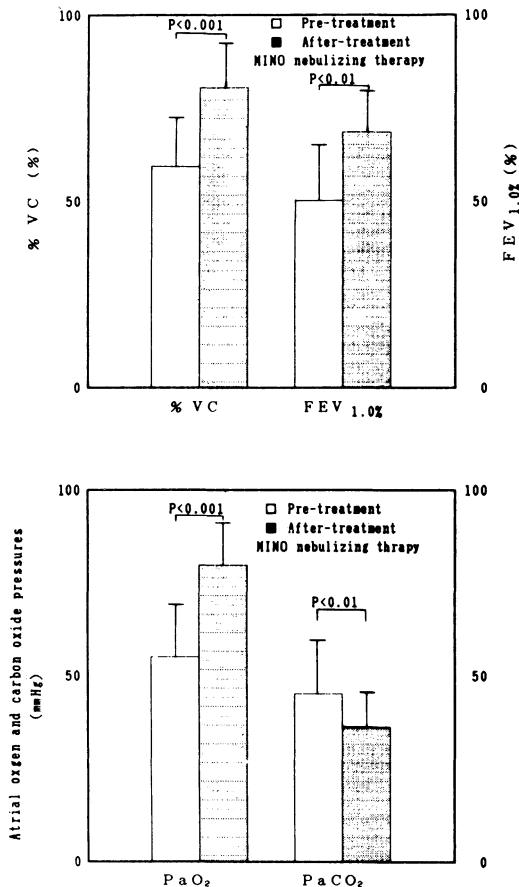 100
P<0.001
Pre-treatment
After-treatment
MINO nebulizing therapy
P<0.01
100
% VC (%)
50
50
FEV1.0% (%)
0
0
% VC
FEV 1.0%
100
P<0.001
Pre-treatment
After-treatment
MINO nebulizing thrapy
P<0.01
100
Atrial oxgen and carbon oxide pressures
(mmHg)
50
50
0
0
PaO2
PaCO2